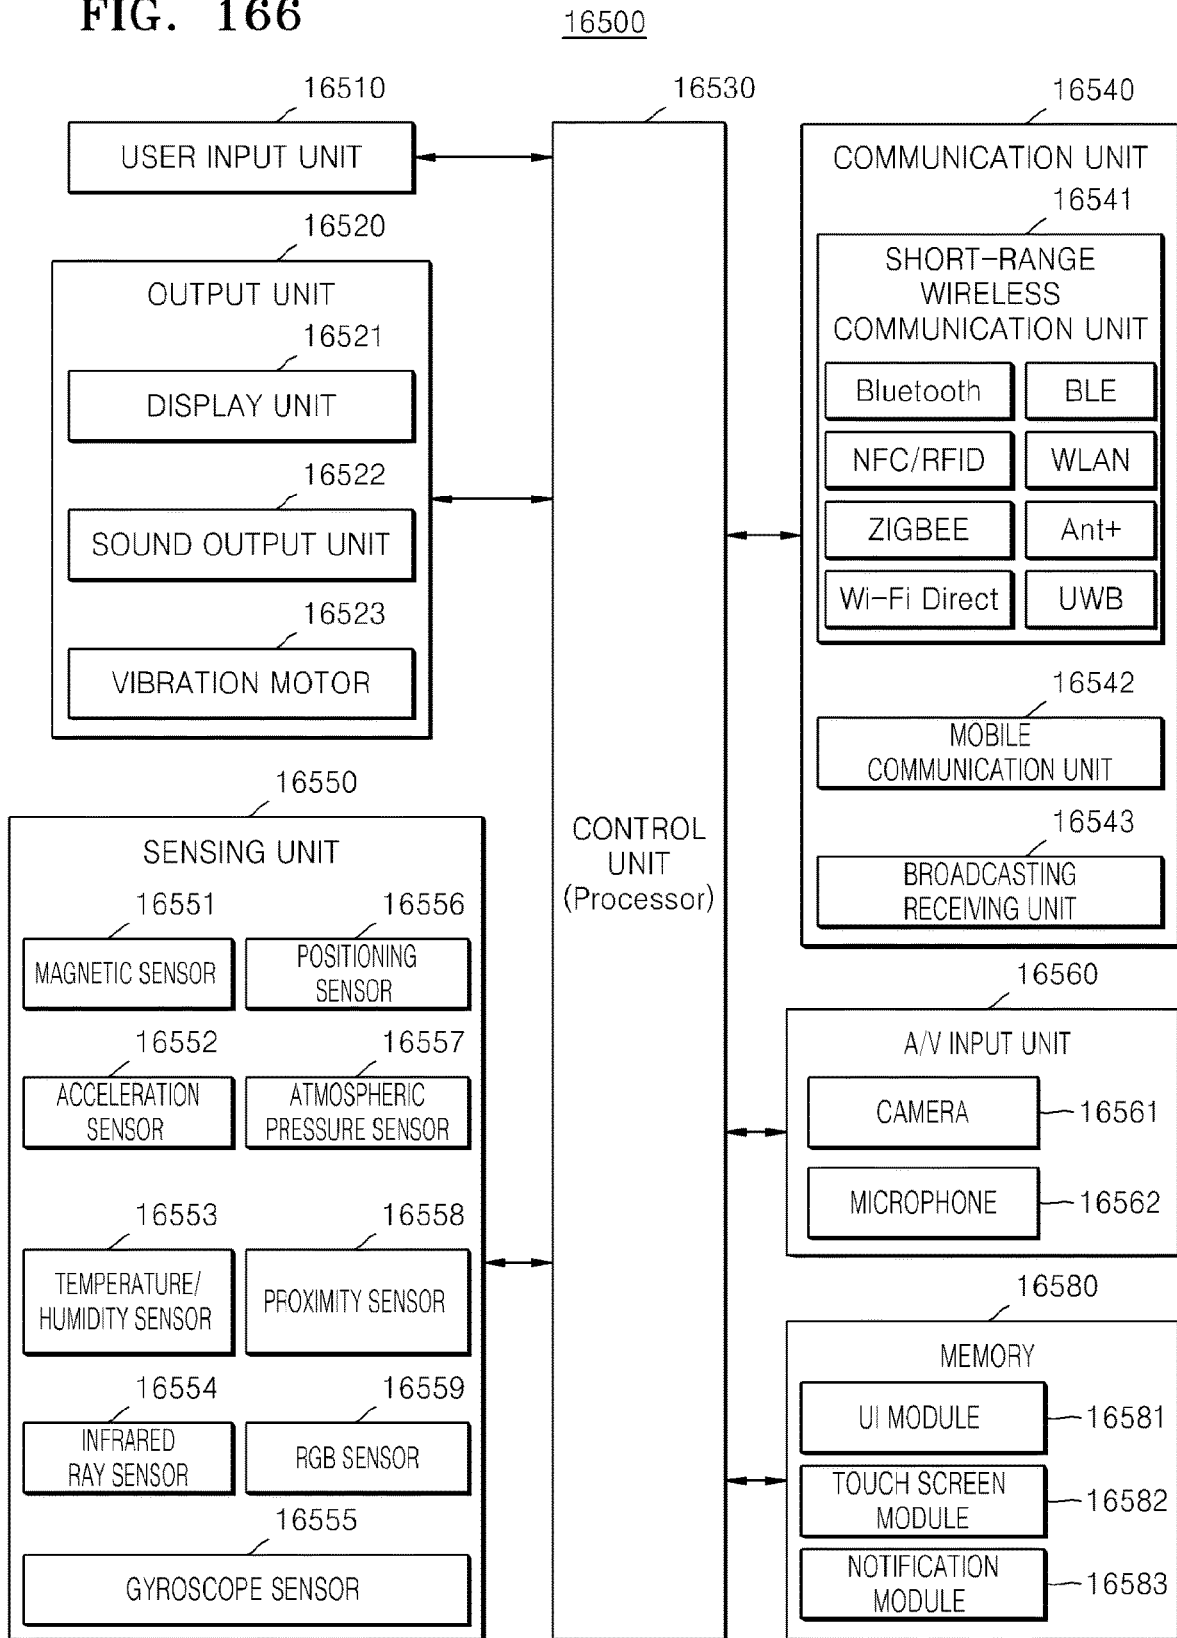 FIG. 166
16500
16510
USER INPUT UNIT
16520
OUTPUT UNIT
16521
DISPLAY UNIT
16522
SOUND OUTPUT UNIT
16523
VIBRATION MOTOR
16550
SENSING UNIT
16551
MAGNETIC SENSOR
16556
POSITIONING
SENSOR
16552
ACCELERATION
SENSOR
16557
ATMOSPHERIC
PRESSURE SENSOR
16553
TEMPERATURE/
HUMIDITY SENSOR
16558
PROXIMITY SENSOR
16554
INFRARED
RAY SENSOR
16559
RGB SENSOR
16555
GYROSCOPE SENSOR
16530
CONTROL
UNIT
(Processor)
16540
COMMUNICATION UNIT
16541
SHORT-RANGE
WIRELESS
COMMUNICATION UNIT
Bluetooth
BLE
NFC/RFID
WLAN
ZIGBEE
Ant+
Wi-Fi Direct
UWB
16542
MOBILE
COMMUNICATION UNIT
16543
BROADCASTING
RECEIVING UNIT
16560
A/V INPUT UNIT
CAMERA
16561
MICROPHONE
16562
16580
MEMORY
UI MODULE
16581
TOUCH SCREEN
MODULE
16582
NOTIFICATION
MODULE
16583